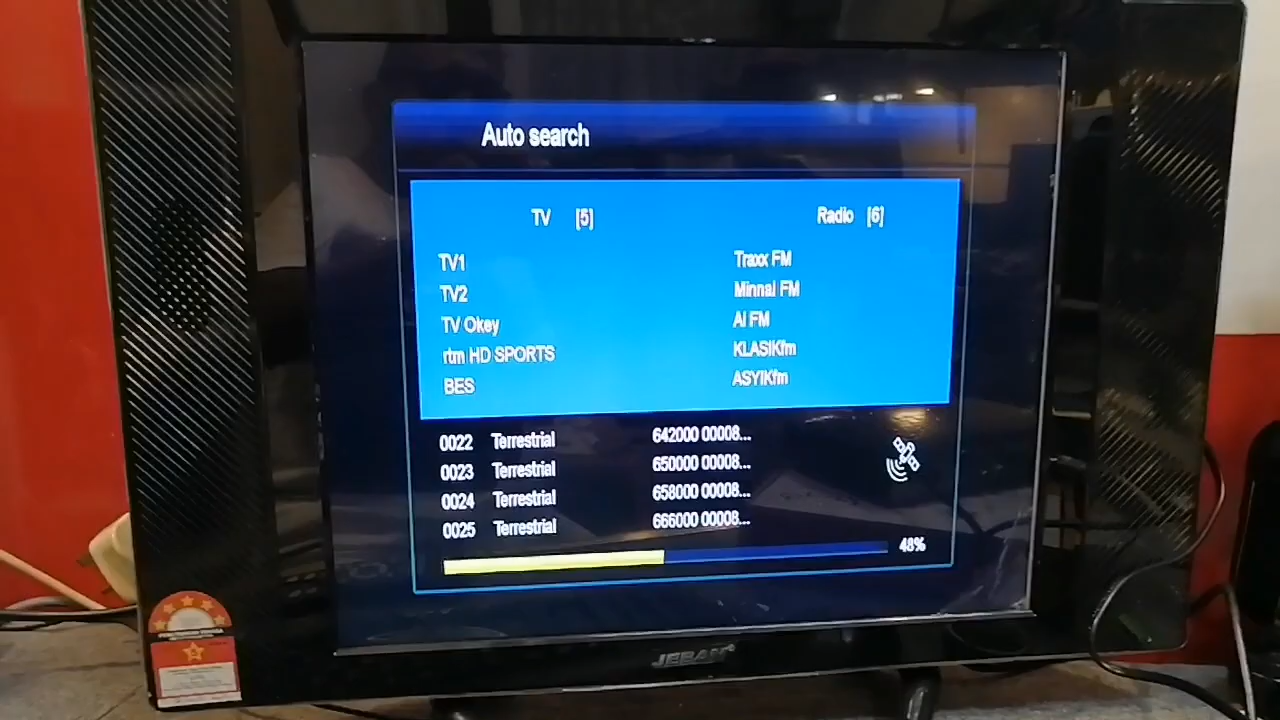 Auto search
TV [5] Radio [6]
TV1 Traxx FM
TV2 Minnal FM
TV Okey AI FM
rtm HD SPORTS KLASIKfm
BES ASYIKfm
0022 Terrestrial 642000 00008...
0023 Terrestrial 650000 00008...
0024 Terrestrial 658000 00008...
0025 Terrestrial 666000 00008...
48%